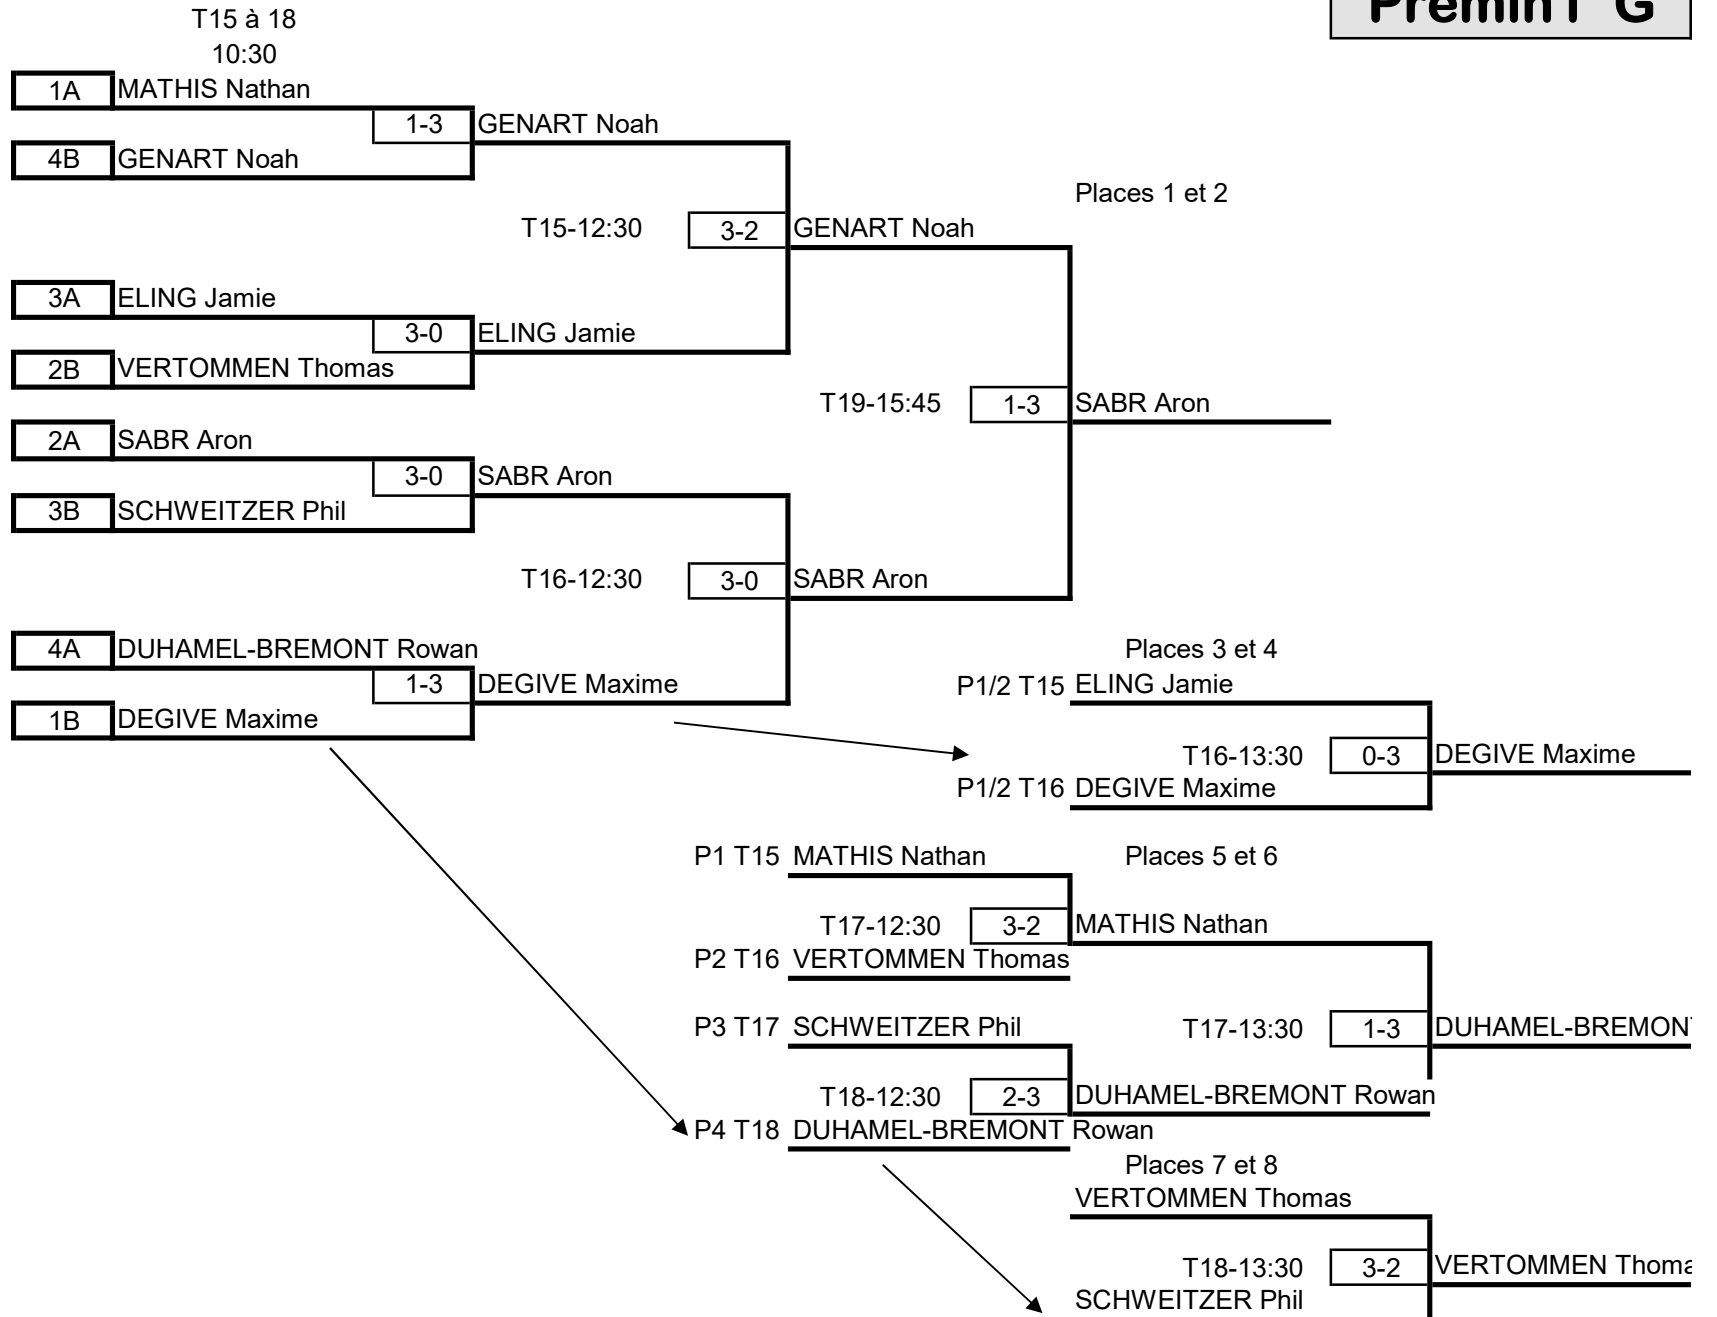 PréminT G
T15 à 18
10:30
1A MATHIS Nathan
1-3 GENART Noah
4B GENART Noah
Places 1 et 2
T15-12:30 3-2 GENART Noah
3A ELING Jamie
3-0 ELING Jamie
2B VERTOMMEN Thomas
T19-15:45 1-3 SABR Aron
2A SABR Aron
3-0 SABR Aron
3B SCHWEITZER Phil
T16-12:30 3-0 SABR Aron
4A DUHAMEL-BREMONT Rowan
Places 3 et 4
1-3 DEGIVE Maxime
P1/2 T15 ELING Jamie
1B DEGIVE Maxime
T16-13:30 0-3 DEGIVE Maxime
P1/2 T16 DEGIVE Maxime
P1 T15 MATHIS Nathan
Places 5 et 6
T17-12:30 3-2 MATHIS Nathan
P2 T16 VERTOMMEN Thomas
P3 T17 SCHWEITZER Phil
T17-13:30 1-3 DUHAMEL-BREMON
T18-12:30 2-3 DUHAMEL-BREMONT Rowan
P4 T18 DUHAMEL-BREMONT Rowan
Places 7 et 8
VERTOMMEN Thomas
T18-13:30 3-2 VERTOMMEN Thoma
SCHWEITZER Phil